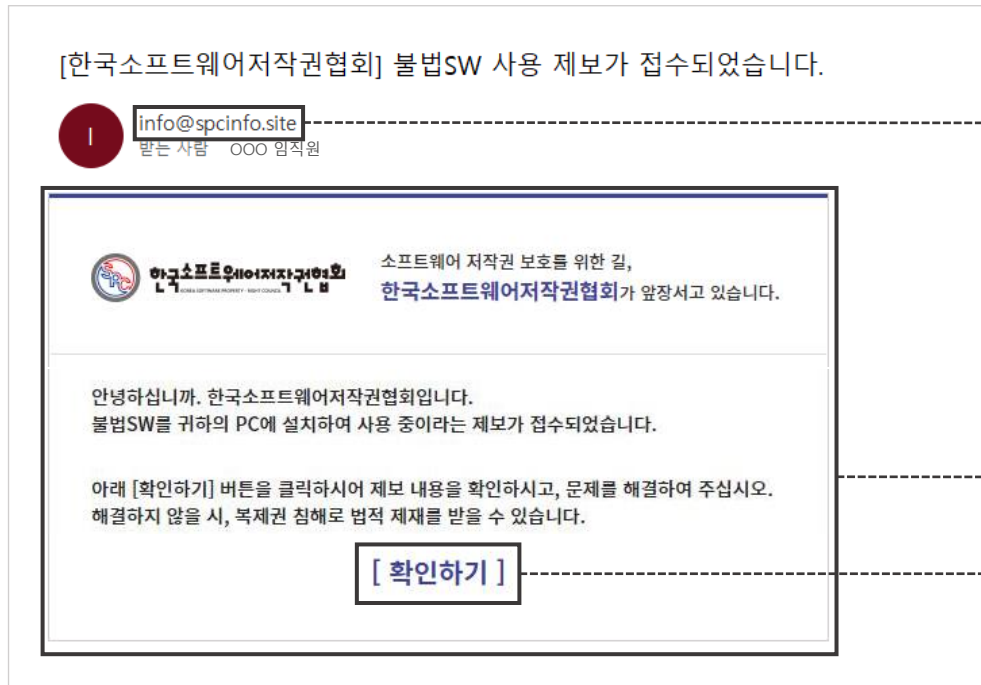 [한국소프트웨어저작권협회] 불법SW 사용 제보가 접수되었습니다.
I
info@spcinfo.site
받는 사람 OOO 임직원
SPC
한국소프트웨어저작권협회
KOREA SOFTWARE PROPERTY - RIGHT COUNCIL
소프트웨어 저작권 보호를 위한 길,
한국소프트웨어저작권협회가 앞장서고 있습니다.
안녕하십니까. 한국소프트웨어저작권협회입니다.
불법SW를 귀하의 PC에 설치하여 사용 중이라는 제보가 접수되었습니다.
아래 [확인하기] 버튼을 클릭하시어 제보 내용을 확인하시고, 문제를 해결하여 주십시오.
해결하지 않을 시, 복제권 침해로 법적 제재를 받을 수 있습니다.
[ 확인하기 ]